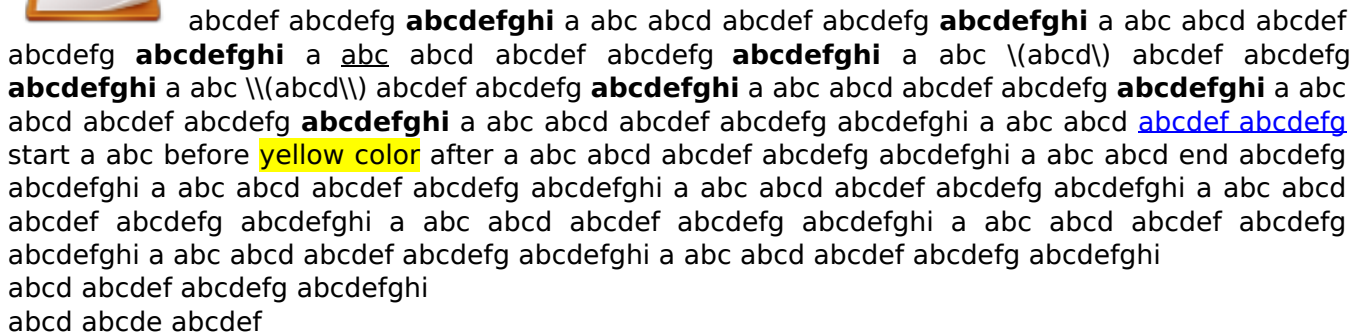 abcdef abcdefg abcdefghi a abc abcd abcdef abcdefg abcdefghi a abc abcd abcdef
abcdefg abcdefghi a abc abcd abcdef abcdefg abcdefghi a abc \(abcd\) abcdef abcdefg
abcdefghi a abc \\(abcd\\) abcdef abcdefg abcdefghi a abc abcd abcdef abcdefg abcdefghi a abc
abcd abcdef abcdefg abcdefghi a abc abcd abcdef abcdefg abcdefghi a abc abcd abcdef abcdefg
start a abc before yellow color after a abc abcd abcdef abcdefg abcdefghi a abc abcd end abcdefg
abcdefghi a abc abcd abcdef abcdefg abcdefghi a abc abcd abcdef abcdefg abcdefghi a abc abcd
abcdef abcdefg abcdefghi a abc abcd abcdef abcdefg abcdefghi a abc abcd abcdef abcdefg
abcdefghi a abc abcd abcdef abcdefg abcdefghi a abc abcd abcdef abcdefg abcdefghi
abcd abcdef abcdefg abcdefghi
abcd abcde abcdef